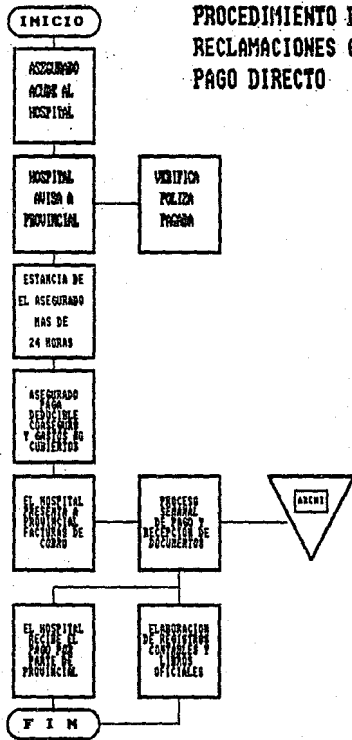 INICIO
PROCEDIMIENTO
RECLAMACIONES
PAGO DIRECTO
ASEGURADO
ACUDE AL
HOSPITAL
HOSPITAL
AVISA A
PROVINCIAL
VERIFICA
POLIZA
PAGADA
ESTANCIA DE
EL ASEGURADO
MAS DE
24 HORAS
ASEGURADO
PAGA
DEDUCIBLE
COASEGURO
Y GASTOS NO
CUBIERTOS
EL HOSPITAL
PRESENTA A
PROVINCIAL
FACTURAS DE
COBRO
PROCESO
SEMANAL
DE PAGO Y
RECEPCION DE
DOCUMENTOS
EL HOSPITAL
RECIBE EL
PAGO POR
PARTE DE
PROVINCIAL
ELABORACION
DE REGISTROS
CONTABLES Y
LIBROS
OFICIALES
F I N